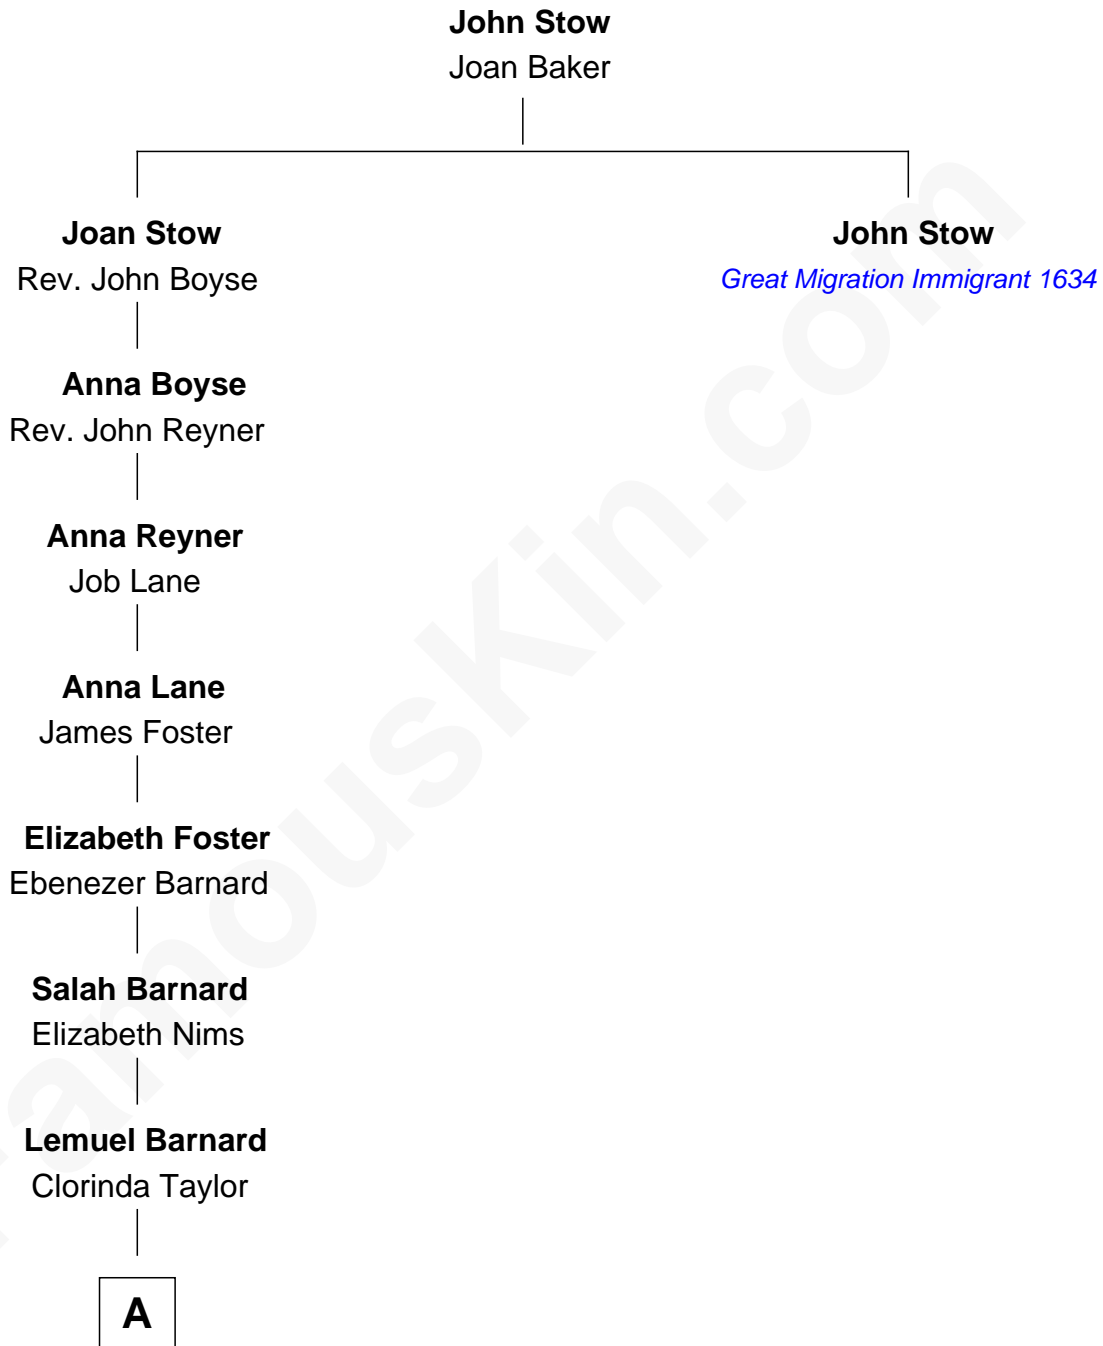 John Stow
Joan Baker
Joan Stow
Rev. John Boyse
John Stow
Great Migration Immigrant 1634
Anna Boyse
Rev. John Reyner
Anna Reyner
Job Lane
Anna Lane
James Foster
Elizabeth Foster
Ebenezer Barnard
Salah Barnard
Elizabeth Nims
Lemuel Barnard
Clorinda Taylor
A
FamousKin.com